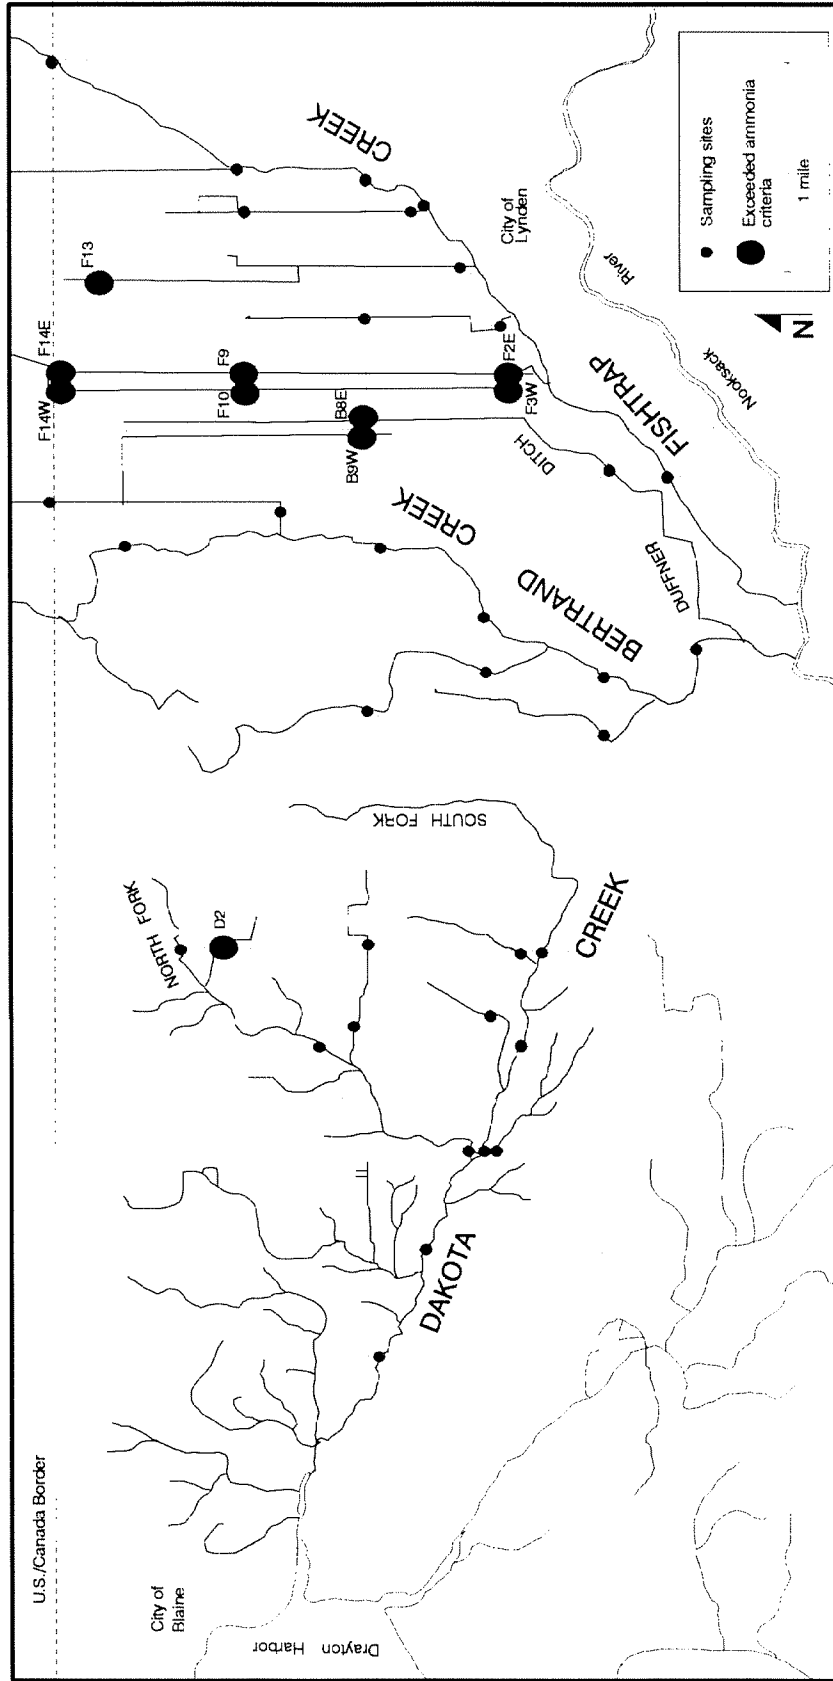 U.S./Canada Border
City of
Blaine
Drayton Harbor
DAKOTA
CREEK
NORTH FORK
D2
SOUTH FORK
BERTRAND
CREEK
F14W
F14E
F13
F10
F9
B9W
B8E
F3W
F2E
DITCH
DUFFNER
FISHTRAP
CREEK
City of
Lynden
Nooksack
River
N
Sampling sites
Exceeded ammonia
criteria
1 mile